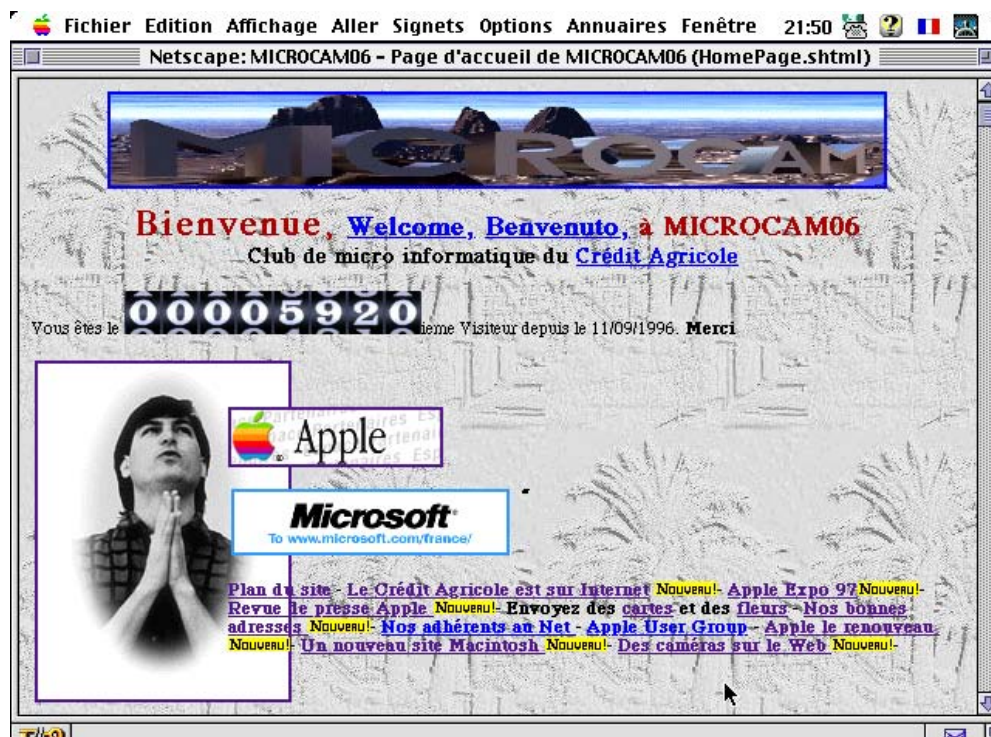 Fichier Edition Affichage Aller Signets Options Annuaires Fenêtre 21:50
Netscape: MICROCAM06 – Page d'accueil de MICROCAM06 (HomePage.shtml)
MICROCAM
Bienvenue, Welcome, Benvenuto, à MICROCAM06
Club de micro informatique du Crédit Agricole
Vous êtes le 00005920ieme Visiteur depuis le 11/09/1996. Merci
Apple
Microsoft
To www.microsoft.com/france/
Plan du site - Le Crédit Agricole est sur Internet Nouveau!- Apple Expo 97 Nouveau!-
Revue de presse Apple Nouveau!- Envoyez des cartes et des fleurs - Nos bonnes
adresses Nouveau!- Nos adhérents au Net - Apple User Group - Apple le renouveau
Nouveau!- Un nouveau site Macintosh Nouveau!- Des caméras sur le Web Nouveau!-